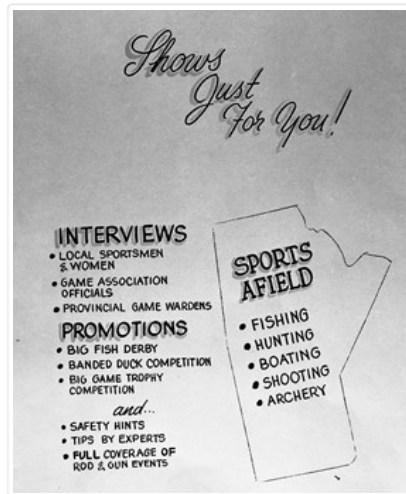 Shows
Just
For You!
INTERVIEWS
• LOCAL SPORTSMEN
& WOMEN
• GAME ASSOCIATION
OFFICIALS
• PROVINCIAL GAME WARDENS
PROMOTIONS
• BIG FISH DERBY
• BANDED DUCK COMPETITION
• BIG GAME TROPHY
COMPETITION
and...
• SAFETY HINTS
• TIPS BY EXPERTS
• FULL COVERAGE OF
ROD & GUN EVENTS
SPORTS
AFIELD
• FISHING
• HUNTING
• BOATING
• SHOOTING
• ARCHERY